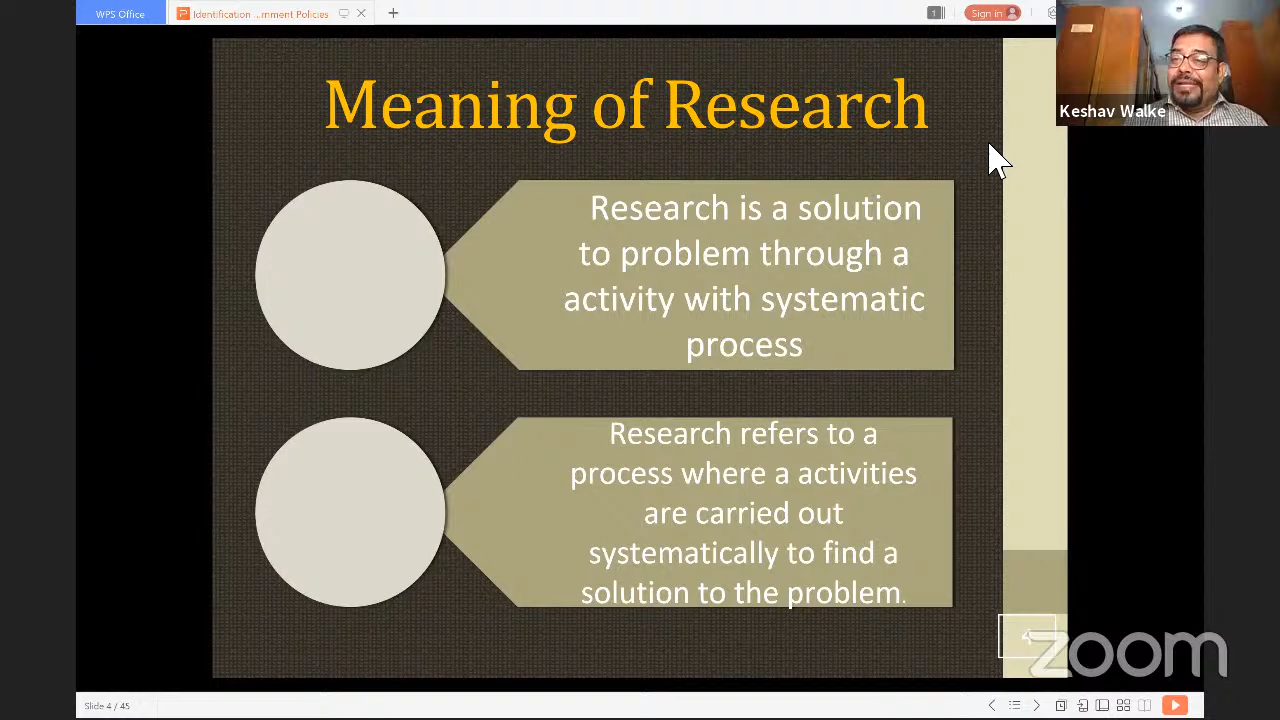 WPS Office
Identification ...rnment Policies
+
1
Sign in
Keshav Walke
Meaning of Research
Research is a solution
to problem through a
activity with systematic
process
Research refers to a
process where a activities
are carried out
systematically to find a
solution to the problem.
4
zoom
Slide 4 / 45